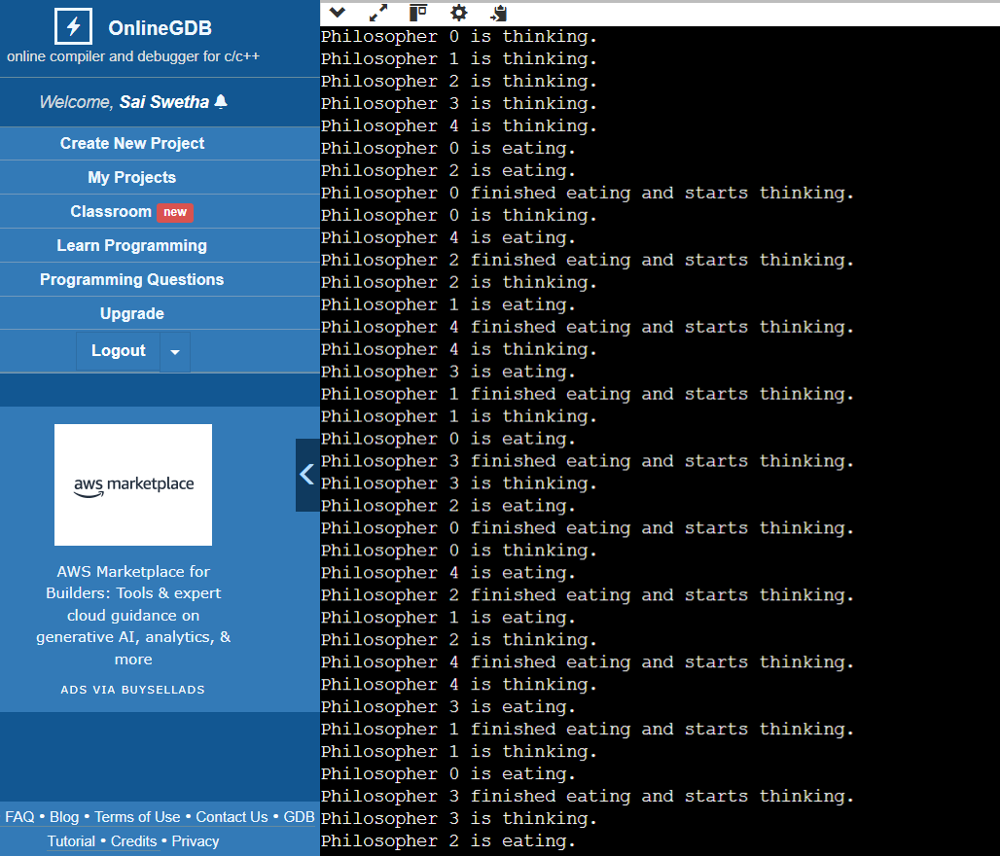 OnlineGDB
online compiler and debugger for c/c++
Welcome, Sai Swetha
Create New Project
My Projects
Classroom new
Learn Programming
Programming Questions
Upgrade
Logout
aws marketplace
AWS Marketplace for
Builders: Tools & expert
cloud guidance on
generative AI, analytics, &
more
ADS VIA BUYSELLADS
FAQ • Blog • Terms of Use • Contact Us • GDB
Tutorial • Credits • Privacy
Philosopher 0 is thinking.
Philosopher 1 is thinking.
Philosopher 2 is thinking.
Philosopher 3 is thinking.
Philosopher 4 is thinking.
Philosopher 0 is eating.
Philosopher 2 is eating.
Philosopher 0 finished eating and starts thinking.
Philosopher 0 is thinking.
Philosopher 4 is eating.
Philosopher 2 finished eating and starts thinking.
Philosopher 2 is thinking.
Philosopher 1 is eating.
Philosopher 4 finished eating and starts thinking.
Philosopher 4 is thinking.
Philosopher 3 is eating.
Philosopher 1 finished eating and starts thinking.
Philosopher 1 is thinking.
Philosopher 0 is eating.
Philosopher 3 finished eating and starts thinking.
Philosopher 3 is thinking.
Philosopher 2 is eating.
Philosopher 0 finished eating and starts thinking.
Philosopher 0 is thinking.
Philosopher 4 is eating.
Philosopher 2 finished eating and starts thinking.
Philosopher 1 is eating.
Philosopher 2 is thinking.
Philosopher 4 finished eating and starts thinking.
Philosopher 4 is thinking.
Philosopher 3 is eating.
Philosopher 1 finished eating and starts thinking.
Philosopher 1 is thinking.
Philosopher 0 is eating.
Philosopher 3 finished eating and starts thinking.
Philosopher 3 is thinking.
Philosopher 2 is eating.